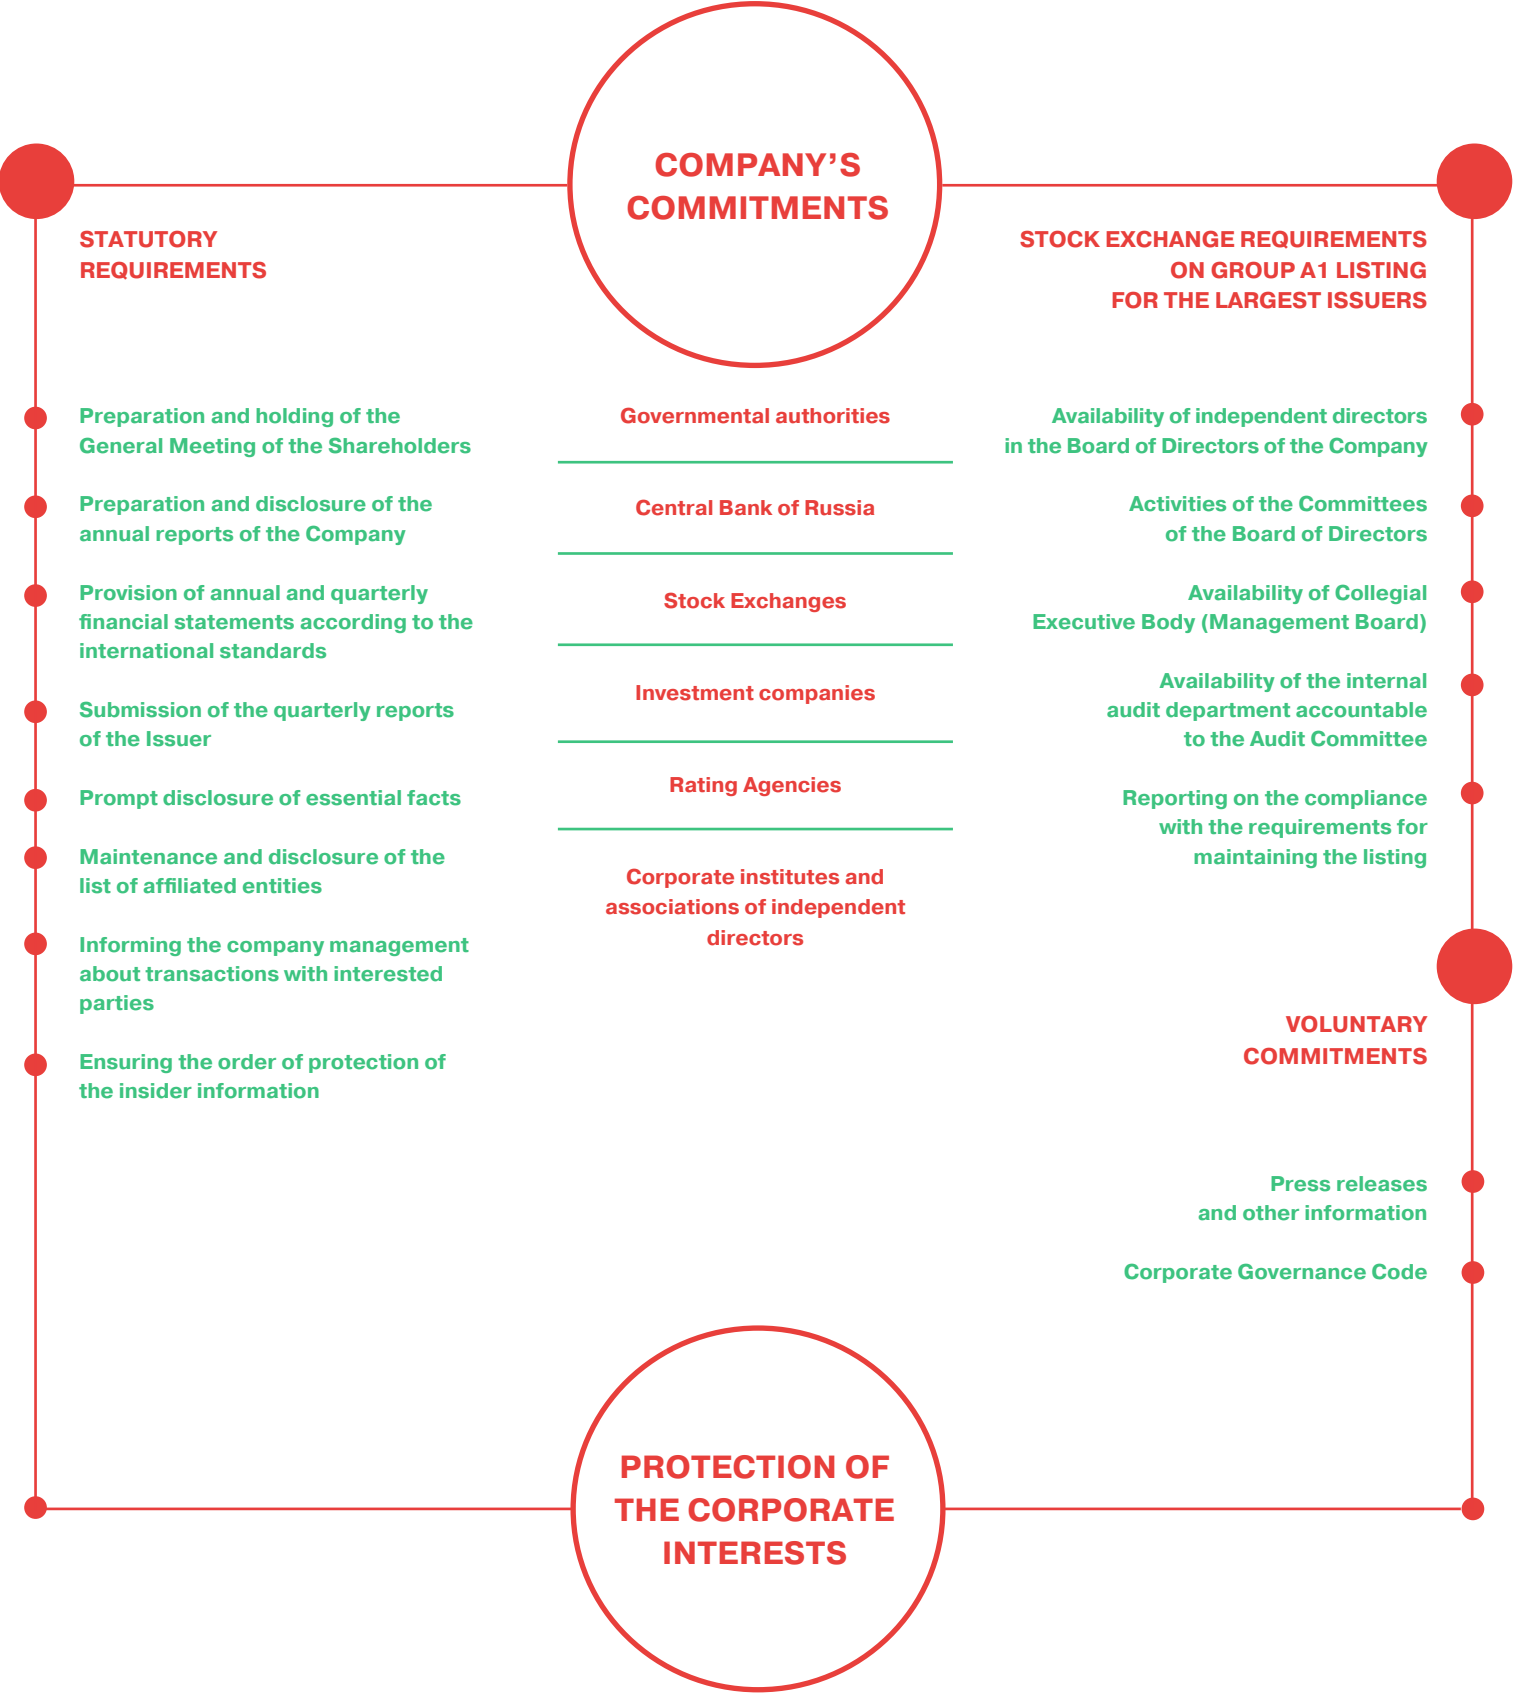 COMPANY’S
COMMITMENTS
STATUTORY
REQUIREMENTS
Preparation and holding of the
General Meeting of the Shareholders
Preparation and disclosure of the
annual reports of the Company
Provision of annual and quarterly
financial statements according to the
international standards
Submission of the quarterly reports
of the Issuer
Prompt disclosure of essential facts
Maintenance and disclosure of the
list of affiliated entities
Informing the company management
about transactions with interested
parties
Ensuring the order of protection of
the insider information
Governmental authorities
Central Bank of Russia
Stock Exchanges
Investment companies
Rating Agencies
Corporate institutes and
associations of independent
directors
STOCK EXCHANGE REQUIREMENTS
ON GROUP A1 LISTING
FOR THE LARGEST ISSUERS
Availability of independent directors
in the Board of Directors of the Company
Activities of the Committees
of the Board of Directors
Availability of Collegial
Executive Body (Management Board)
Availability of the internal
audit department accountable
to the Audit Committee
Reporting on the compliance
with the requirements for
maintaining the listing
VOLUNTARY
COMMITMENTS
Press releases
and other information
Corporate Governance Code
PROTECTION OF
THE CORPORATE
INTERESTS